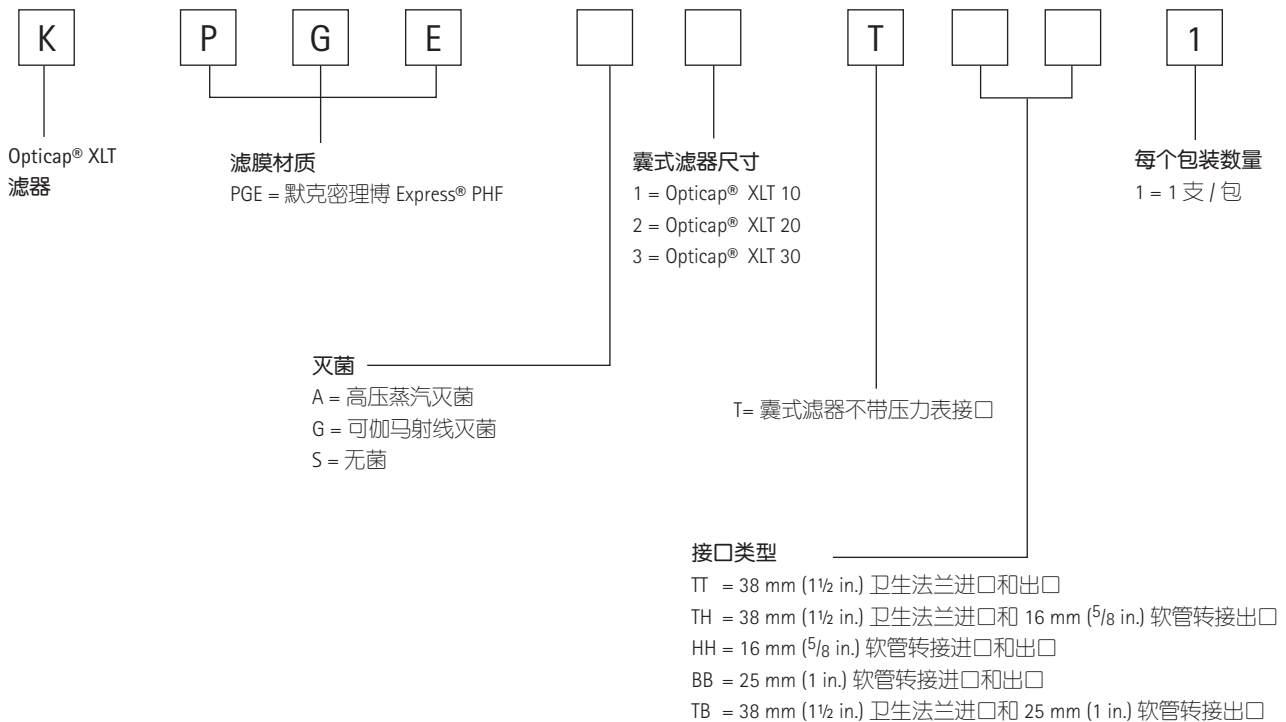 K P G E T 1
Opticap® XLT
滤器
滤膜材质
PGE = 默克密理博 Express® PHF
囊式滤器尺寸
1 = Opticap® XLT 10
2 = Opticap® XLT 20
3 = Opticap® XLT 30
每个包装数量
1 = 1 支 / 包
灭菌
A = 高压蒸汽灭菌
G = 可伽马射线灭菌
S = 无菌
T= 囊式滤器不带压力表接口
接口类型
TT = 38 mm (1½ in.) 卫生法兰进口和出口
TH = 38 mm (1½ in.) 卫生法兰进口和 16 mm (5/8 in.) 软管转接出口
HH = 16 mm (5/8 in.) 软管转接进口和出口
BB = 25 mm (1 in.) 软管转接进口和出口
TB = 38 mm (1½ in.) 卫生法兰进口和 25 mm (1 in.) 软管转接出口